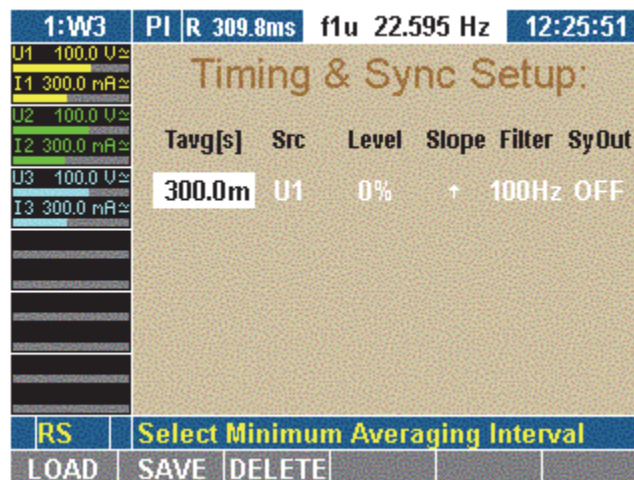 1:W3 PI R 309.8ms f1u 22.595 Hz 12:25:51
U1 100.0 V≃
I1 300.0 mA≃
U2 100.0 V≃
I2 300.0 mA≃
U3 100.0 V≃
I3 300.0 mA≃
Timing & Sync Setup:
Tavg[s] Src Level Slope Filter SyOut
300.0m U1 0% ↑ 100Hz OFF
RS Select Minimum Averaging Interval
LOAD SAVE DELETE